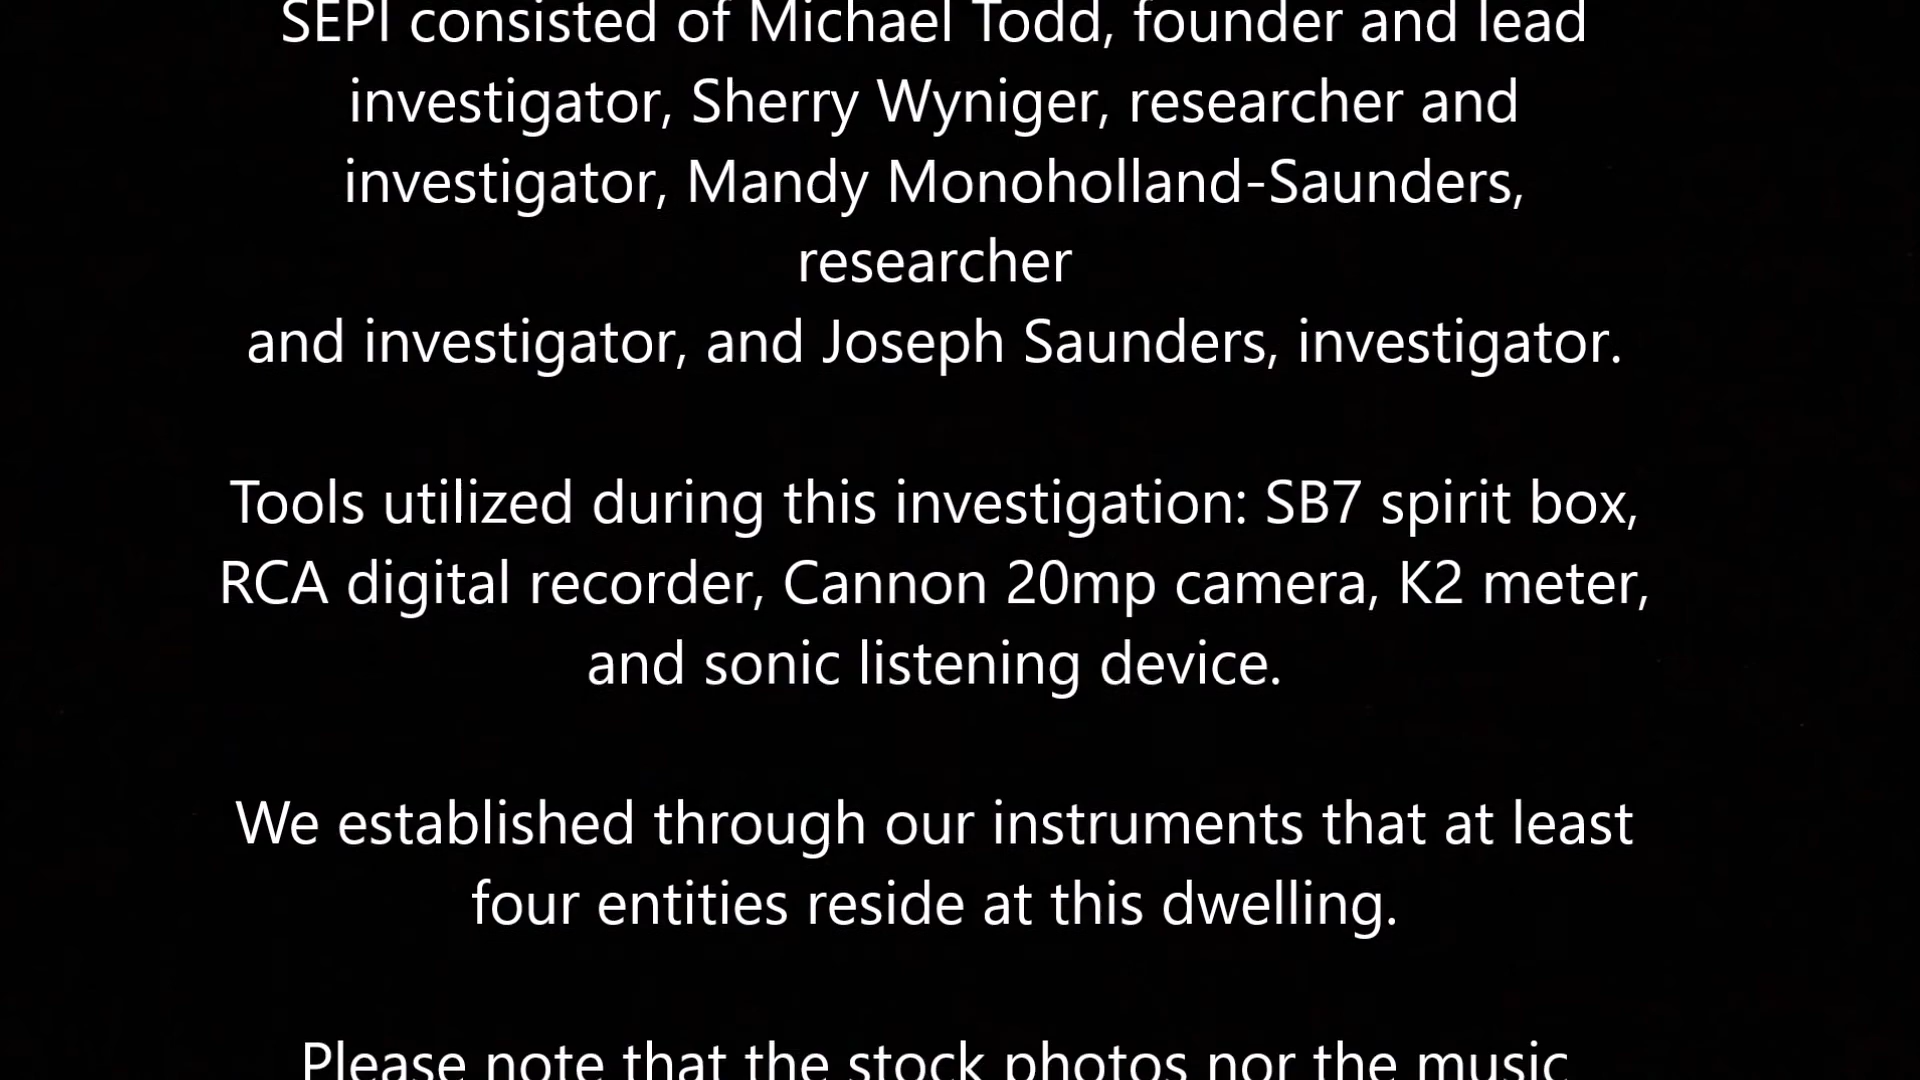 SEPI consisted of Michael Todd, founder and lead
investigator, Sherry Wyniger, researcher and
investigator, Mandy Monoholland-Saunders,
researcher
and investigator, and Joseph Saunders, investigator.
Tools utilized during this investigation: SB7 spirit box,
RCA digital recorder, Cannon 20mp camera, K2 meter,
and sonic listening device.
We established through our instruments that at least
four entities reside at this dwelling.
Please note that the stock photos nor the music